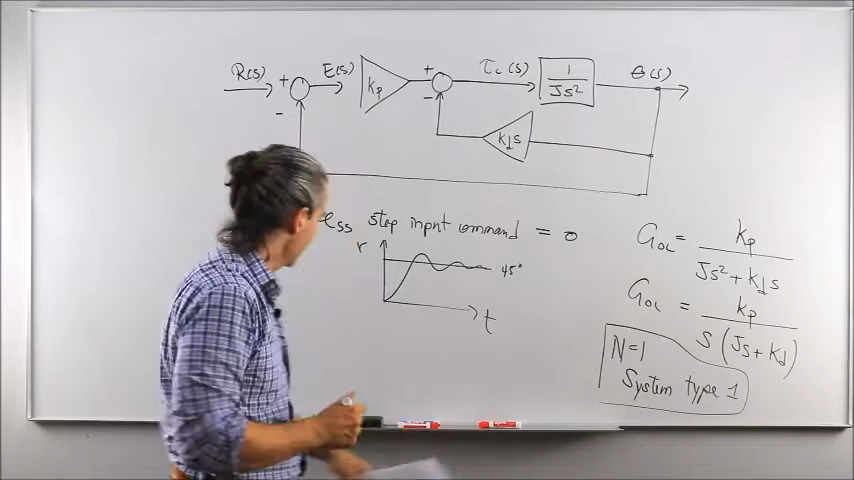 R(s) + E(s) kp + τc(s) 1/Js² θ(s)
- -
kds
ess step input command = 0
r
45°
t
GOL = kp / Js² + kds
GOL = kp / s(Js + kd)
N=1
System type 1